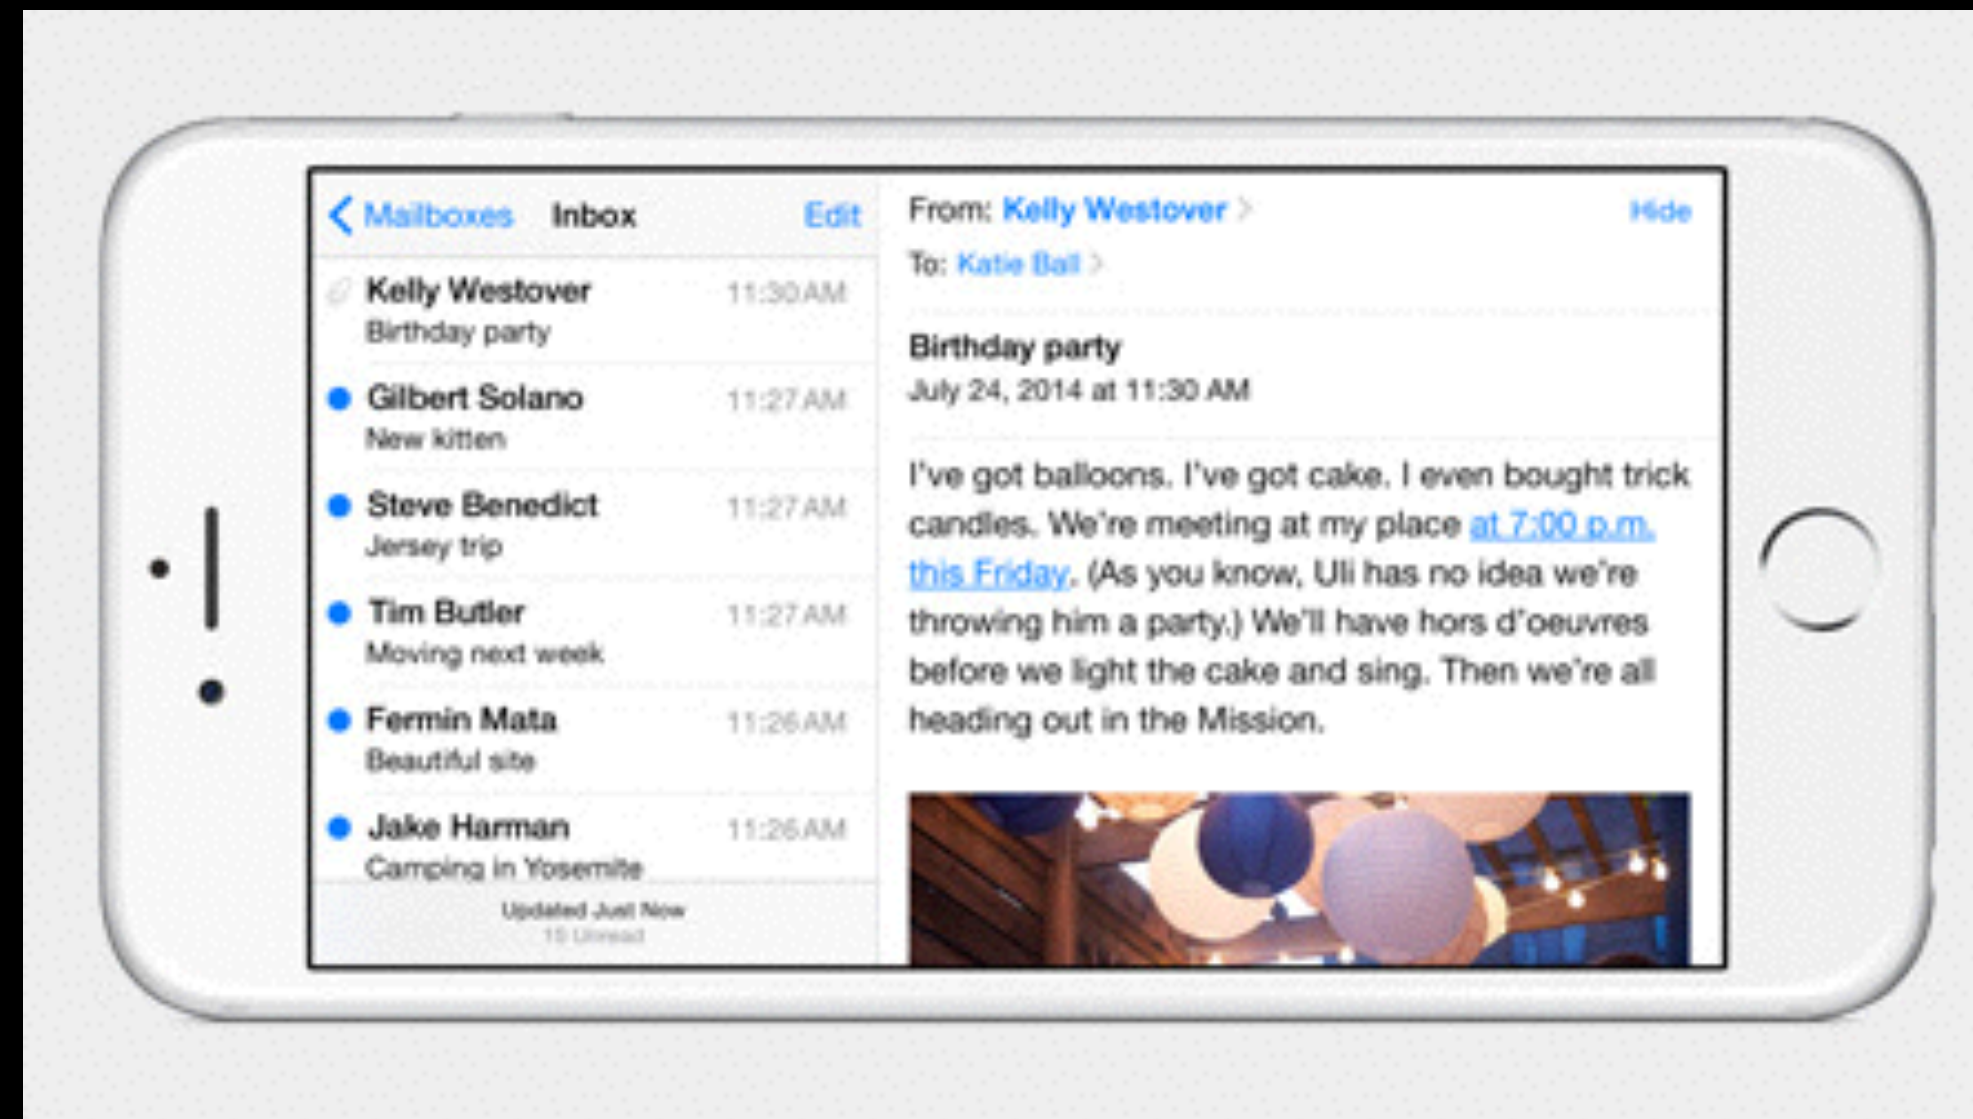 Mailboxes Inbox Edit
Kelly Westover 11:30 AM
Birthday party
Gilbert Solano 11:27 AM
New kitten
Steve Benedict 11:27 AM
Jersey trip
Tim Butler 11:27 AM
Moving next week
Fermin Mata 11:26 AM
Beautiful site
Jake Harman 11:26 AM
Camping in Yosemite
Updated Just Now
15 Unread
From: Kelly Westover
Hide
To: Katie Ball
Birthday party
July 24, 2014 at 11:30 AM
I've got balloons. I've got cake. I even bought trick
candles. We're meeting at my place at 7:00 p.m.
this Friday. (As you know, Uli has no idea we're
throwing him a party.) We'll have hors d'oeuvres
before we light the cake and sing. Then we're all
heading out in the Mission.